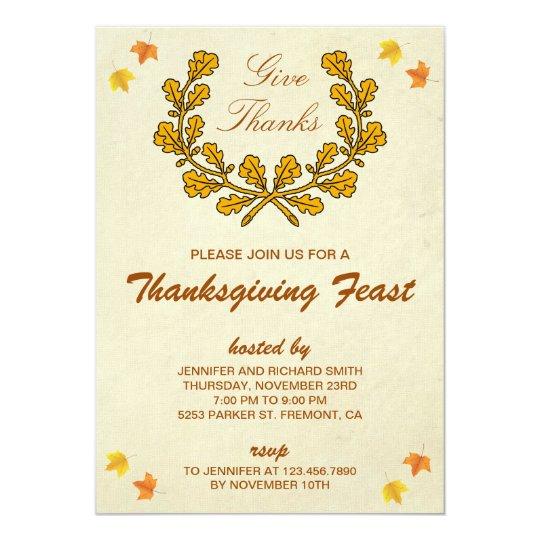 Give
Thanks
PLEASE JOIN US FOR A
Thanksgiving Feast
hosted by
JENNIFER AND RICHARD SMITH
THURSDAY, NOVEMBER 23RD
7:00 PM TO 9:00 PM
5253 PARKER ST. FREMONT, CA
rsvp
TO JENNIFER AT 123.456.7890
BY NOVEMBER 10TH